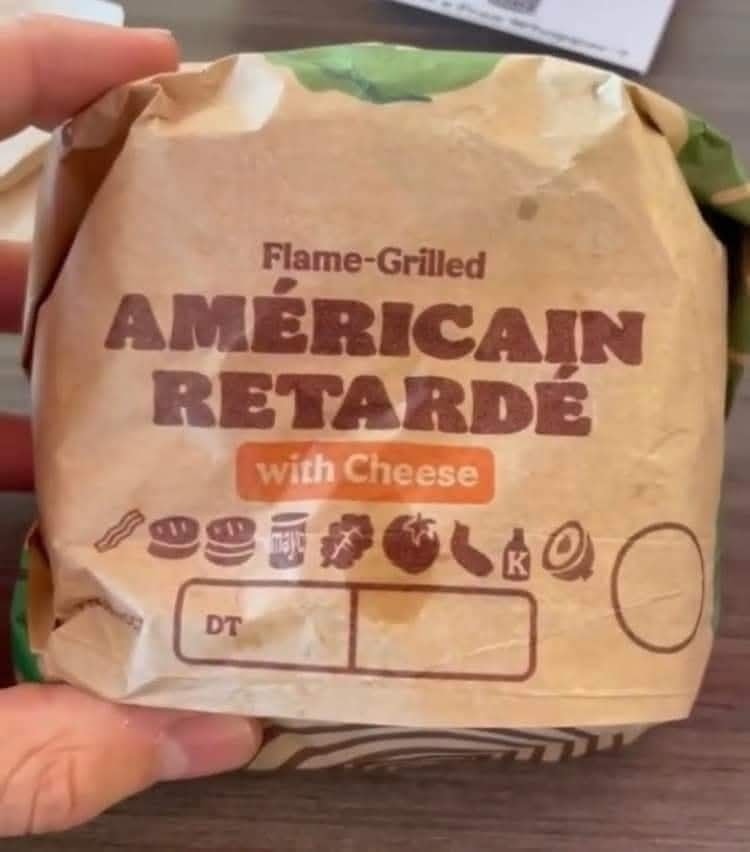 Flame-Grilled
AMÉRICAIN
RETARDÉ
with Cheese
mayo
K
DT